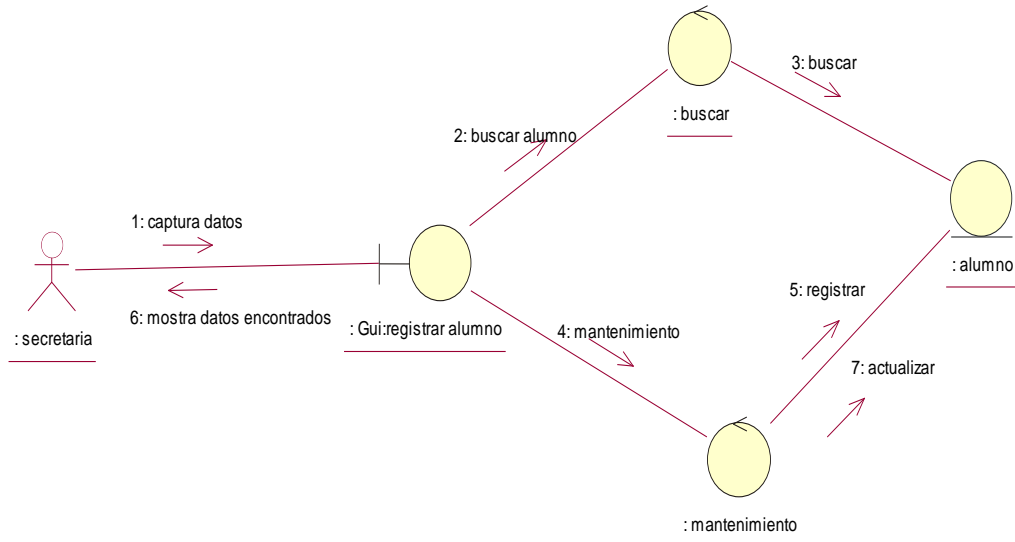 3: buscar
: buscar
2: buscar alumno
1: captura datos
: alumno
5: registrar
6: mostra datos encontrados
: secretaria
: Gui:registrar alumno
4: mantenimiento
7: actualizar
: mantenimiento